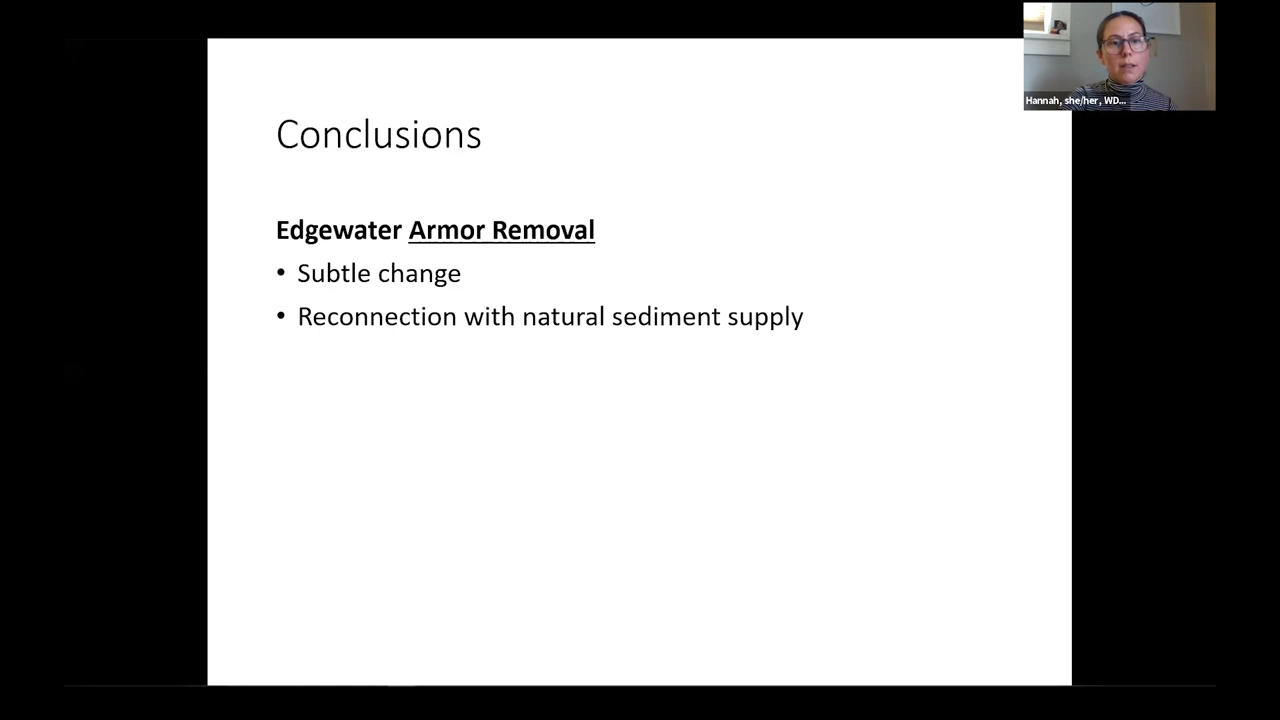 Hannah, she/her, WD...
Conclusions
Edgewater Armor Removal
• Subtle change
• Reconnection with natural sediment supply